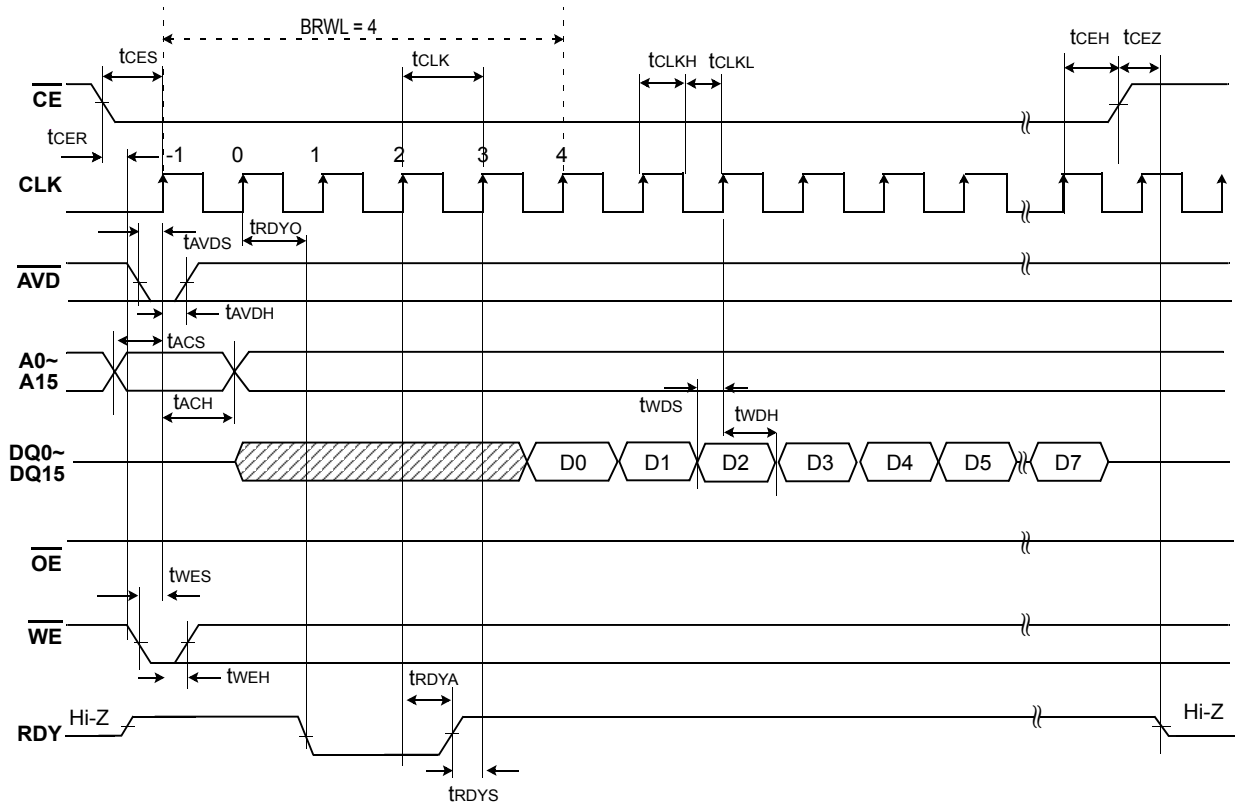 BRWL = 4
tCES
tCLK
tCLKH
tCLKL
tCEH
tCEZ
CE
tCER
-1 0 1 2 3 4
CLK
tRDYO
tAVDS
AVD
tAVDH
tACS
A0~
A15
tACH
tWDS
tWDH
DQ0~
DQ15
D0 D1 D2 D3 D4 D5 D7
OE
tWES
WE
tWEH
tRDYA
Hi-Z
RDY
Hi-Z
tRDYS